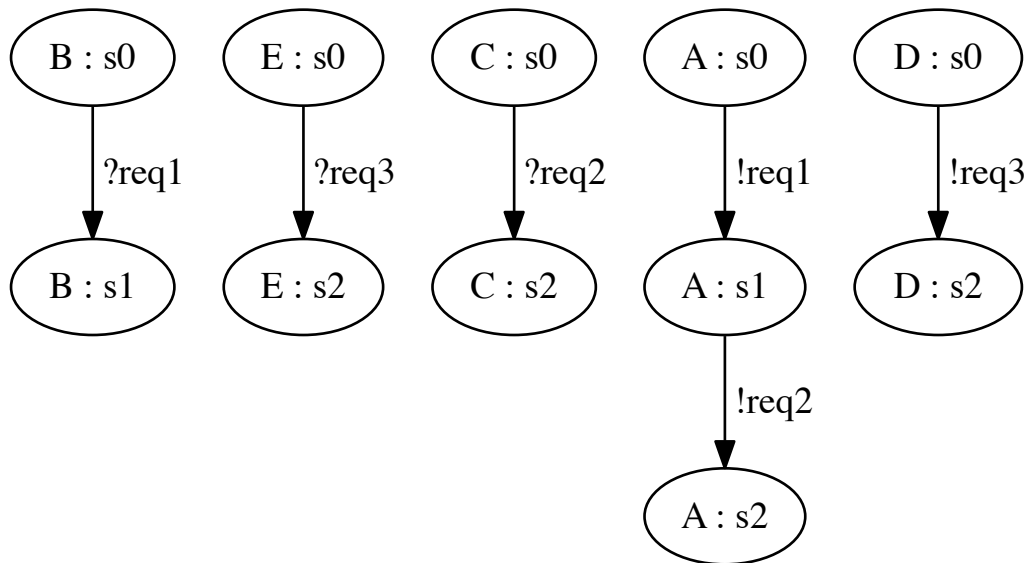 B : s0 E : s0 C : s0 A : s0 D : s0
?req1 ?req3 ?req2 !req1 !req3
B : s1 E : s2 C : s2 A : s1 D : s2
!req2
A : s2